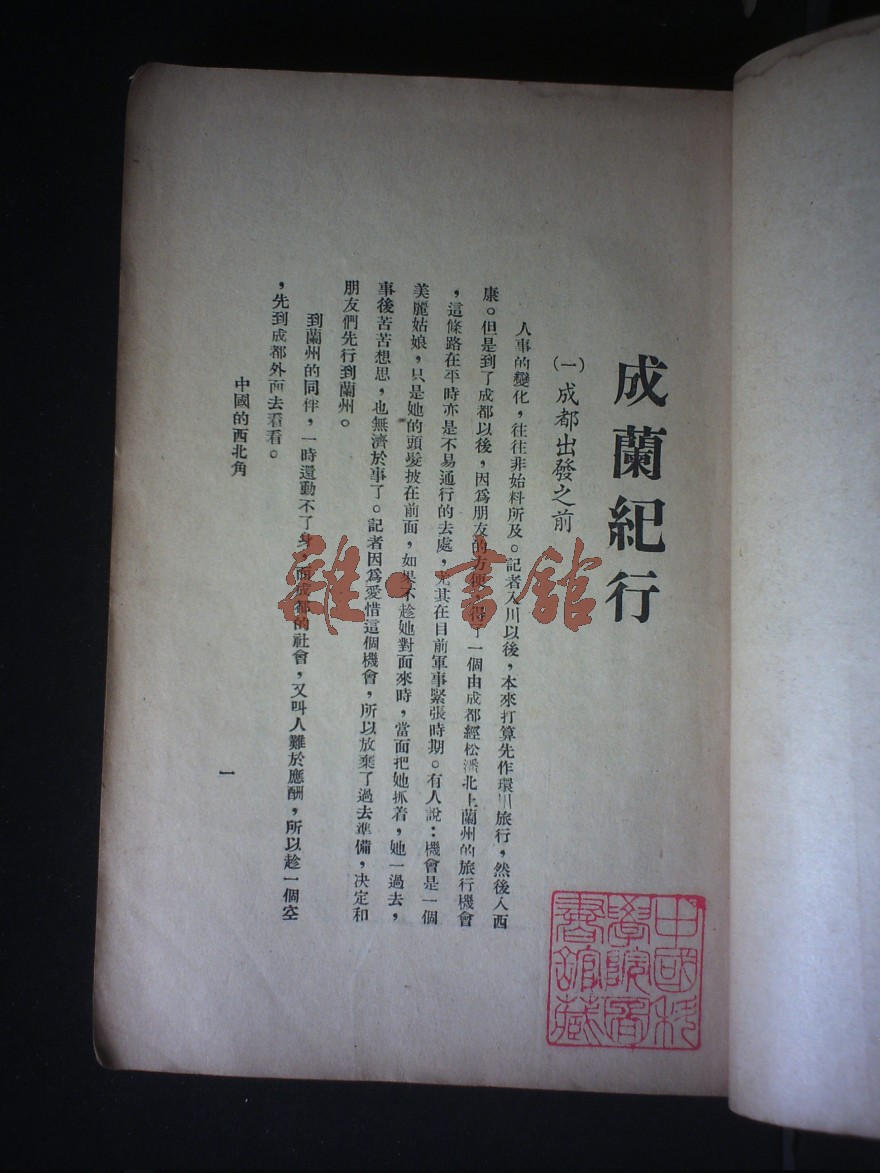 成蘭紀行
(一)成都出發之前
人事的變化，往往非始料所及。記者入川以後，本來打算先作環川旅行，然後入西
康。但是到了成都以後，因爲朋友的方便，得了一個由成都經松潘北上蘭州的旅行機會
，這條路在平時亦是不易通行的去處，尤其在目前軍事緊張時期。有人說：機會是一個
美麗姑娘，只是她的頭髮披在前面，如果不趁她對面來時，當面把她抓着，她一過去，
事後苦苦想思，也無濟於事了。記者因爲愛惜這個機會，所以放棄了過去準備，决定和
朋友們先行到蘭州。
到蘭州的同伴，一時還動不了身，而成都的社會，又叫人難於應酬，所以趁一個空
，先到成都外面去看看。
中國的西北角
一
雜·書館
中國科
學院圖
書館藏